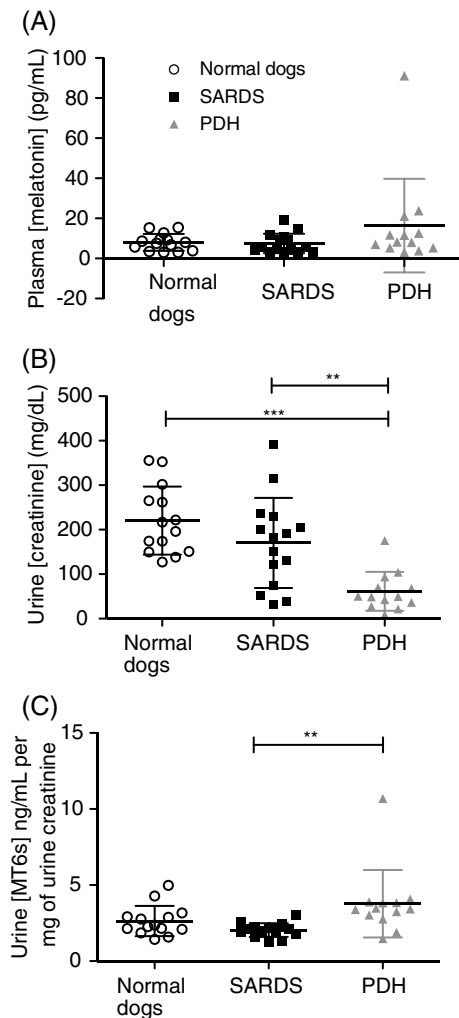 (A)
Plasma [melatonin] (pg/mL)
100
80
60
40
20
0
-20
Normal dogs
SARDS
PDH
Normal
dogs
SARDS
PDH
(B)
Urine [creatinine] (mg/dL)
500
400
300
200
100
0
**
***
Normal
dogs
SARDS
PDH
(C)
Urine [MT6s] ng/mL per
mg of urine creatinine
15
10
5
0
**
Normal
dogs
SARDS
PDH